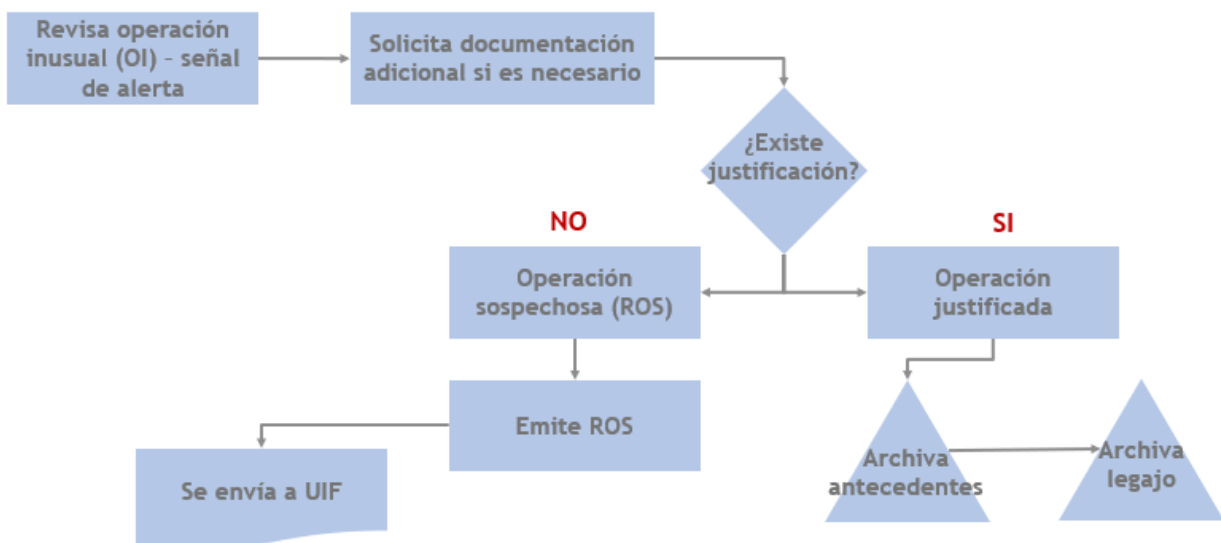 Revisa operación
inusual (OI) – señal
de alerta
Solicita documentación
adicional si es necesario
¿Existe
justificación?
NO
SI
Operación
sospechosa (ROS)
Operación
justificada
Emite ROS
Se envía a UIF
Archiva
antecedentes
Archiva
legajo